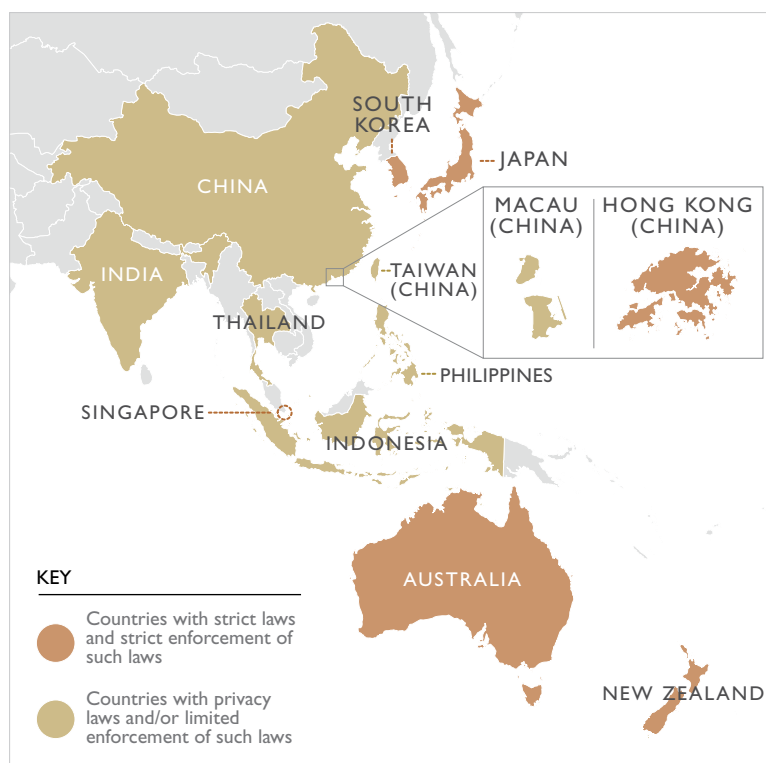 SOUTH
KOREA
JAPAN
CHINA
MACAU
(CHINA)
HONG KONG
(CHINA)
INDIA
TAIWAN
(CHINA)
THAILAND
PHILIPPINES
SINGAPORE
INDONESIA
AUSTRALIA
NEW ZEALAND
KEY
Countries with strict laws
and strict enforcement of
such laws
Countries with privacy
laws and/or limited
enforcement of such laws